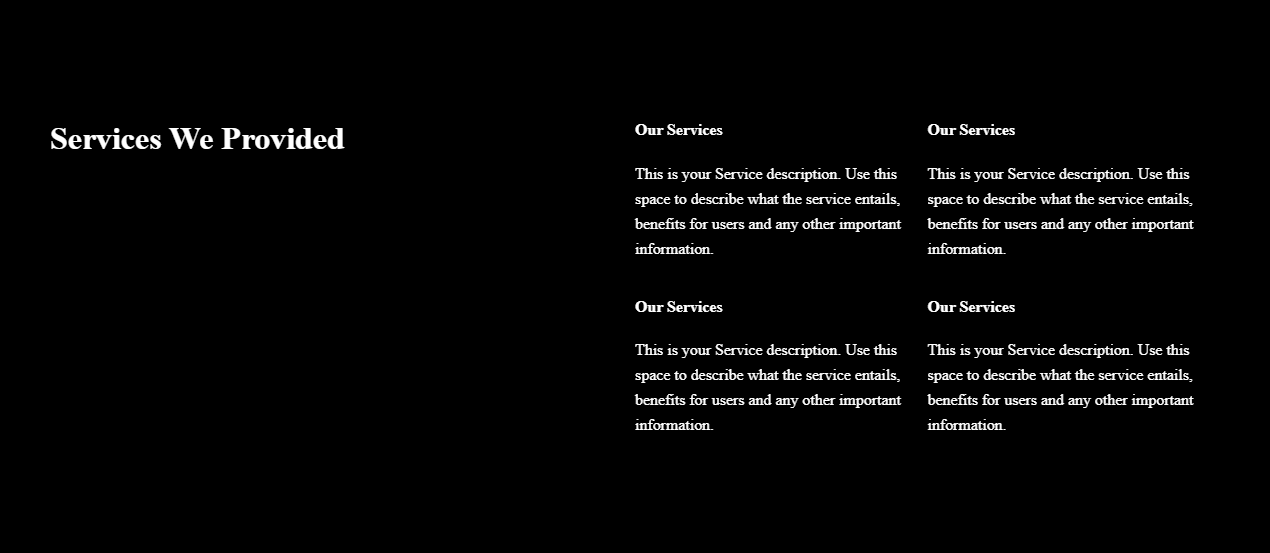 Services We Provided
Our Services
This is your Service description. Use this
space to describe what the service entails,
benefits for users and any other important
information.
Our Services
This is your Service description. Use this
space to describe what the service entails,
benefits for users and any other important
information.
Our Services
This is your Service description. Use this
space to describe what the service entails,
benefits for users and any other important
information.
Our Services
This is your Service description. Use this
space to describe what the service entails,
benefits for users and any other important
information.